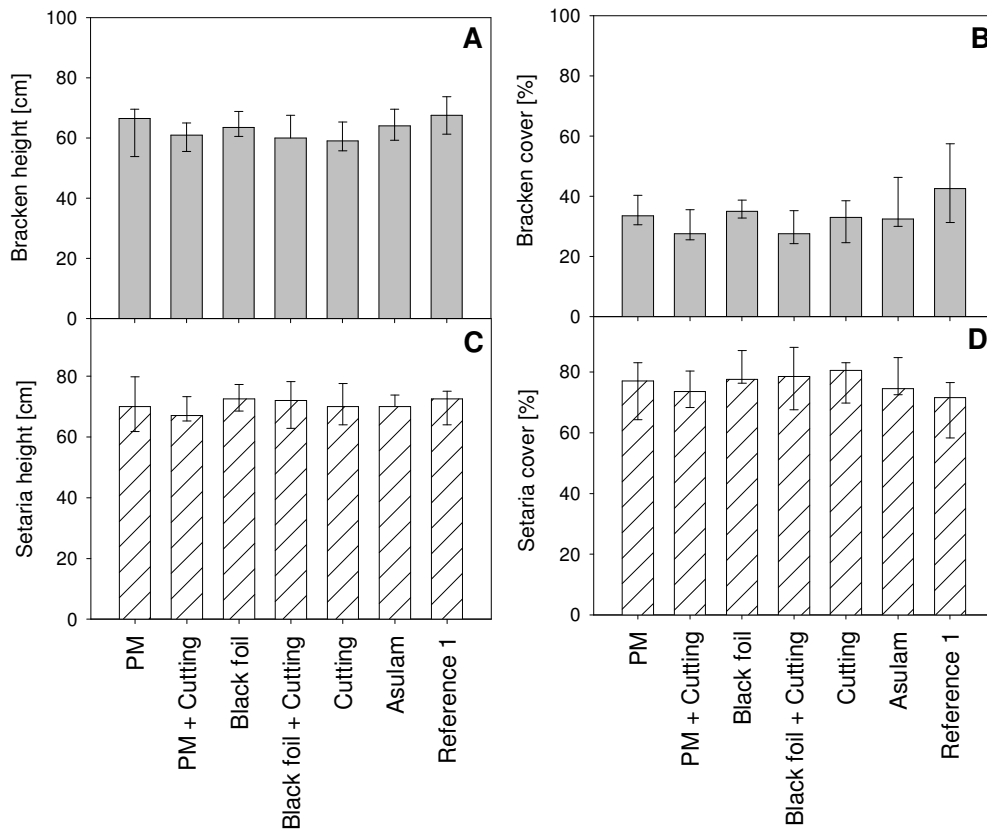 A
Bracken height [cm]
100
80
60
40
20
0
B
Bracken cover [%]
100
80
60
40
20
0
C
Setaria height [cm]
80
60
40
20
0
PM
PM + Cutting
Black foil
Black foil + Cutting
Cutting
Asulam
Reference 1
D
Setaria cover [%]
80
60
40
20
0
PM
PM + Cutting
Black foil
Black foil + Cutting
Cutting
Asulam
Reference 1